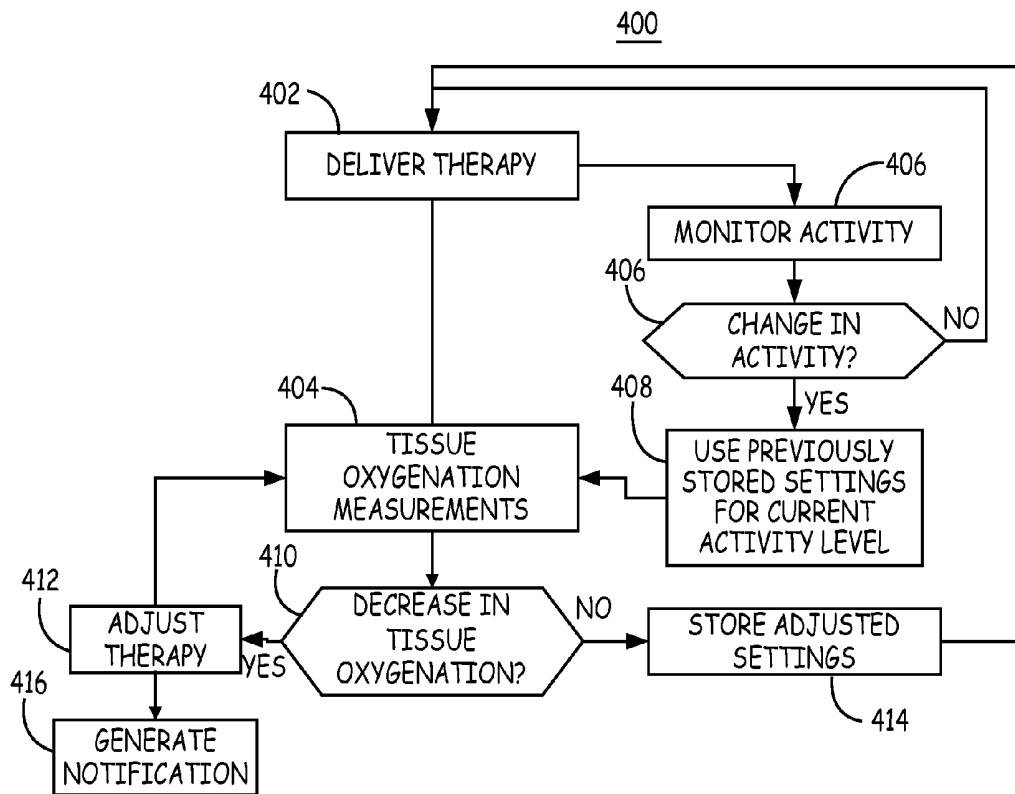 400
402
DELIVER THERAPY
406
MONITOR ACTIVITY
406
CHANGE IN
ACTIVITY?
NO
YES
404
TISSUE
OXYGENATION
MEASUREMENTS
408
USE PREVIOUSLY
STORED SETTINGS
FOR CURRENT
ACTIVITY LEVEL
410
DECREASE IN
TISSUE
OXYGENATION?
NO
YES
412
ADJUST
THERAPY
STORE ADJUSTED
SETTINGS
414
416
GENERATE
NOTIFICATION